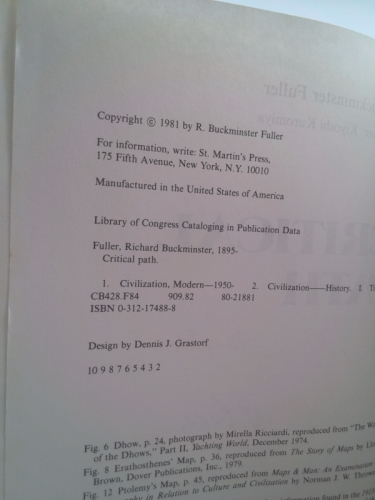 Copyright © 1981 by R. Buckminster Fuller
For information, write: St. Martin's Press,
175 Fifth Avenue, New York, N.Y. 10010
Manufactured in the United States of America
Library of Congress Cataloging in Publication Data
Fuller, Richard Buckminster, 1895-
Critical path.
1. Civilization, Modern—1950- 2. Civilization——History. I. Ti
CB428.F84 909.82 80-21881
ISBN 0-312-17488-8
Design by Dennis J. Grastorf
10 9 8 7 6 5 4 3 2
Fig. 6 Dhow, p. 24, photograph by Mirella Ricciardi, reproduced from "The
of the Dhows," Part II, Yachting World, December 1974.
Fig. 8 Erathosthenes' Map, p. 36, reproduced from The Story of Maps by
Brown, Dover Publications, Inc., 1979.
Fig. 12 Ptolemy's Map, p. 45, reproduced from Maps & Man: An Examination
in Relation to Culture and Civilization by Norman J. W. Thrower
found in the